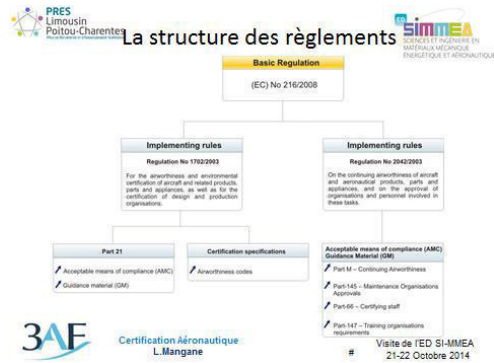 PRES
Limousin
Poitou-Charentes
La structure des règlements
ED
SIMMEA
SCIENCES ET INGÉNIERIE EN
MATÉRIAUX MÉCANIQUE
ÉNERGÉTIQUE ET AÉRONAUTIQUE
Basic Regulation
(EC) No 216/2008
Implementing rules
Regulation No 1702/2003
For the airworthiness and environmental
certification of aircraft and related products,
parts and appliances, as well as for the
certification of design and production
organisations.
Implementing rules
Regulation No 2042/2003
On the continuing airworthiness of aircraft
and aeronautical products, parts and
appliances, and on the approval of
organisations and personnel involved in
these tasks.
Part 21
Acceptable means of compliance (AMC)
Guidance material (GM)
Certification specifications
Airworthiness codes
Acceptable means of compliance (AMC)
Guidance Material (GM)
Part M – Continuing Airworthiness
Part-145 – Maintenance Organisations
Approvals
Part-66 – Certifying staff
Part-147 – Training organisations
requirements
3AF
Certification Aéronautique
L.Mangane
#
Visite de l'ED SI-MMEA
21-22 Octobre 2014